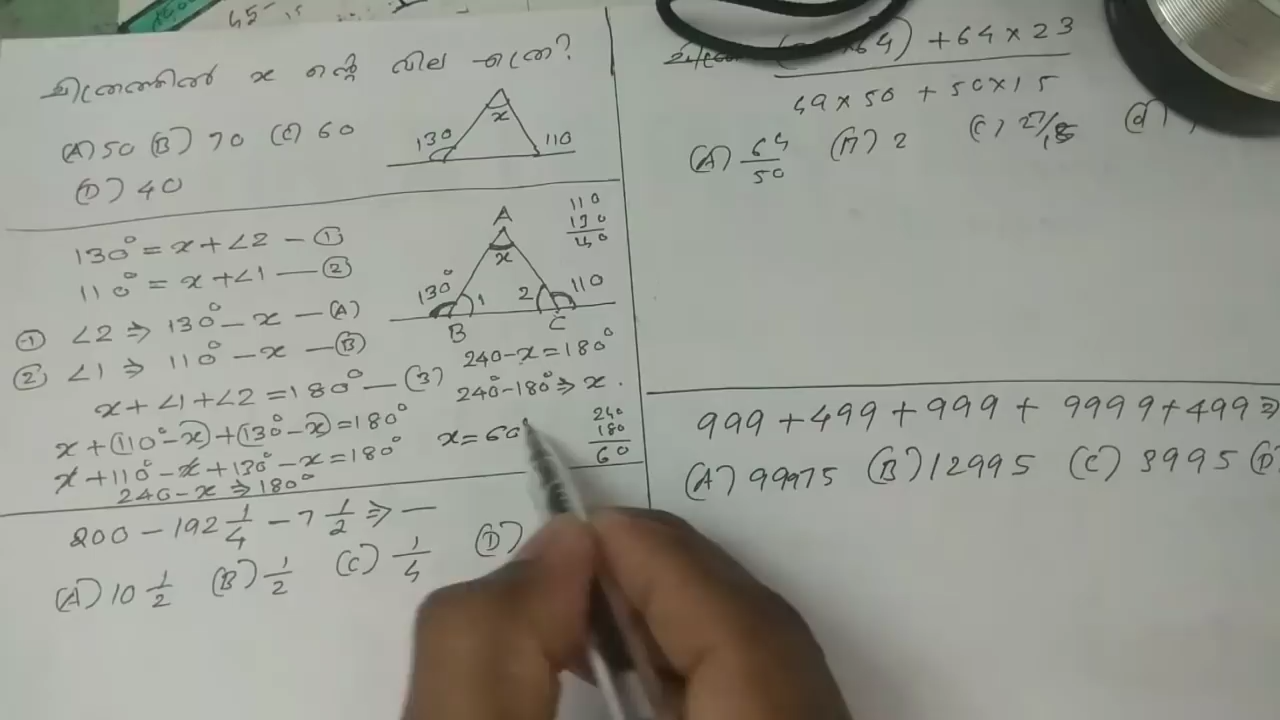 45
ചിത്രത്തിൽ x ന്റെ വില എത്ര?
(A) 50 (B) 70 (C) 60
(D) 40
130 x 110
130° = x + ∠2 — ①
110° = x + ∠1 — ②
① ∠2 ⇒ 130° − x — (A)
② ∠1 ⇒ 110° − x — (B)
x + ∠1 + ∠2 = 180° — (3)
x + (110° − x) + (130° − x) = 180°
x + 110° − x + 130° − x = 180°
240 − x ⇒ 180°
A
x
130° 1 2 110
B C
110
130
240 − x = 180°
240° − 180° ⇒ x.
x = 60°
240
180
60
200 − 192 1/4 − 7 1/2 ⇒ —
(A) 10 1/2 (B) 1/2 (C) 1/4 (D)
64) + 64 × 23
49 × 50 + 50 × 15
(A) 64/50 (B) 2 (C) (d)
999 + 499 + 999 + 9999 + 499
(A) 99975 (B) 12995 (C) 8995 (D